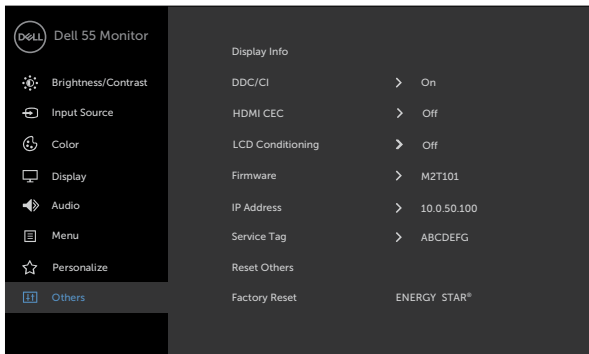 DELL Dell 55 Monitor
Display Info
Brightness/Contrast DDC/CI > On
Input Source HDMI CEC > Off
Color LCD Conditioning > Off
Display Firmware > M2T101
Audio IP Address > 10.0.50.100
Menu Service Tag > ABCDEFG
Personalize Reset Others
Others Factory Reset ENERGY STAR®